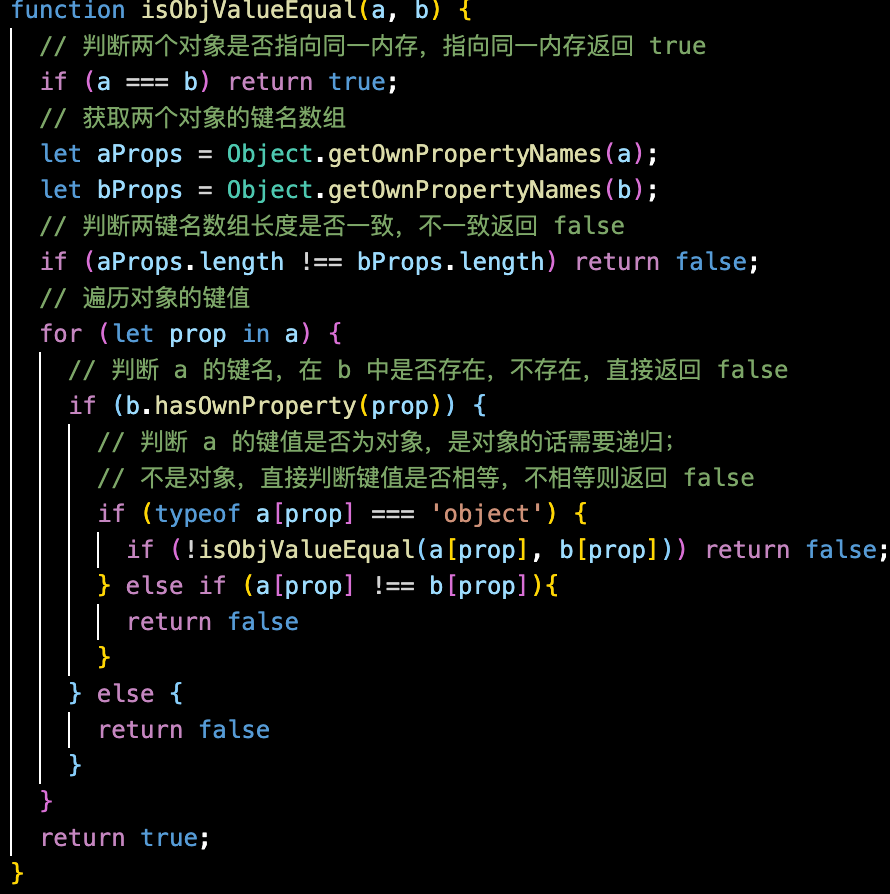 function isObjValueEqual(a, b) {
// 判断两个对象是否指向同一内存，指向同一内存返回 true
if (a === b) return true;
// 获取两个对象的键名数组
let aProps = Object.getOwnPropertyNames(a);
let bProps = Object.getOwnPropertyNames(b);
// 判断两键名数组长度是否一致，不一致返回 false
if (aProps.length !== bProps.length) return false;
// 遍历对象的键值
for (let prop in a) {
// 判断 a 的键名，在 b 中是否存在，不存在，直接返回 false
if (b.hasOwnProperty(prop)) {
// 判断 a 的键值是否为对象，是对象的话需要递归；
// 不是对象，直接判断键值是否相等，不相等则返回 false
if (typeof a[prop] === 'object') {
if (!isObjValueEqual(a[prop], b[prop])) return false;
} else if (a[prop] !== b[prop]){
return false
}
} else {
return false
}
}
return true;
}